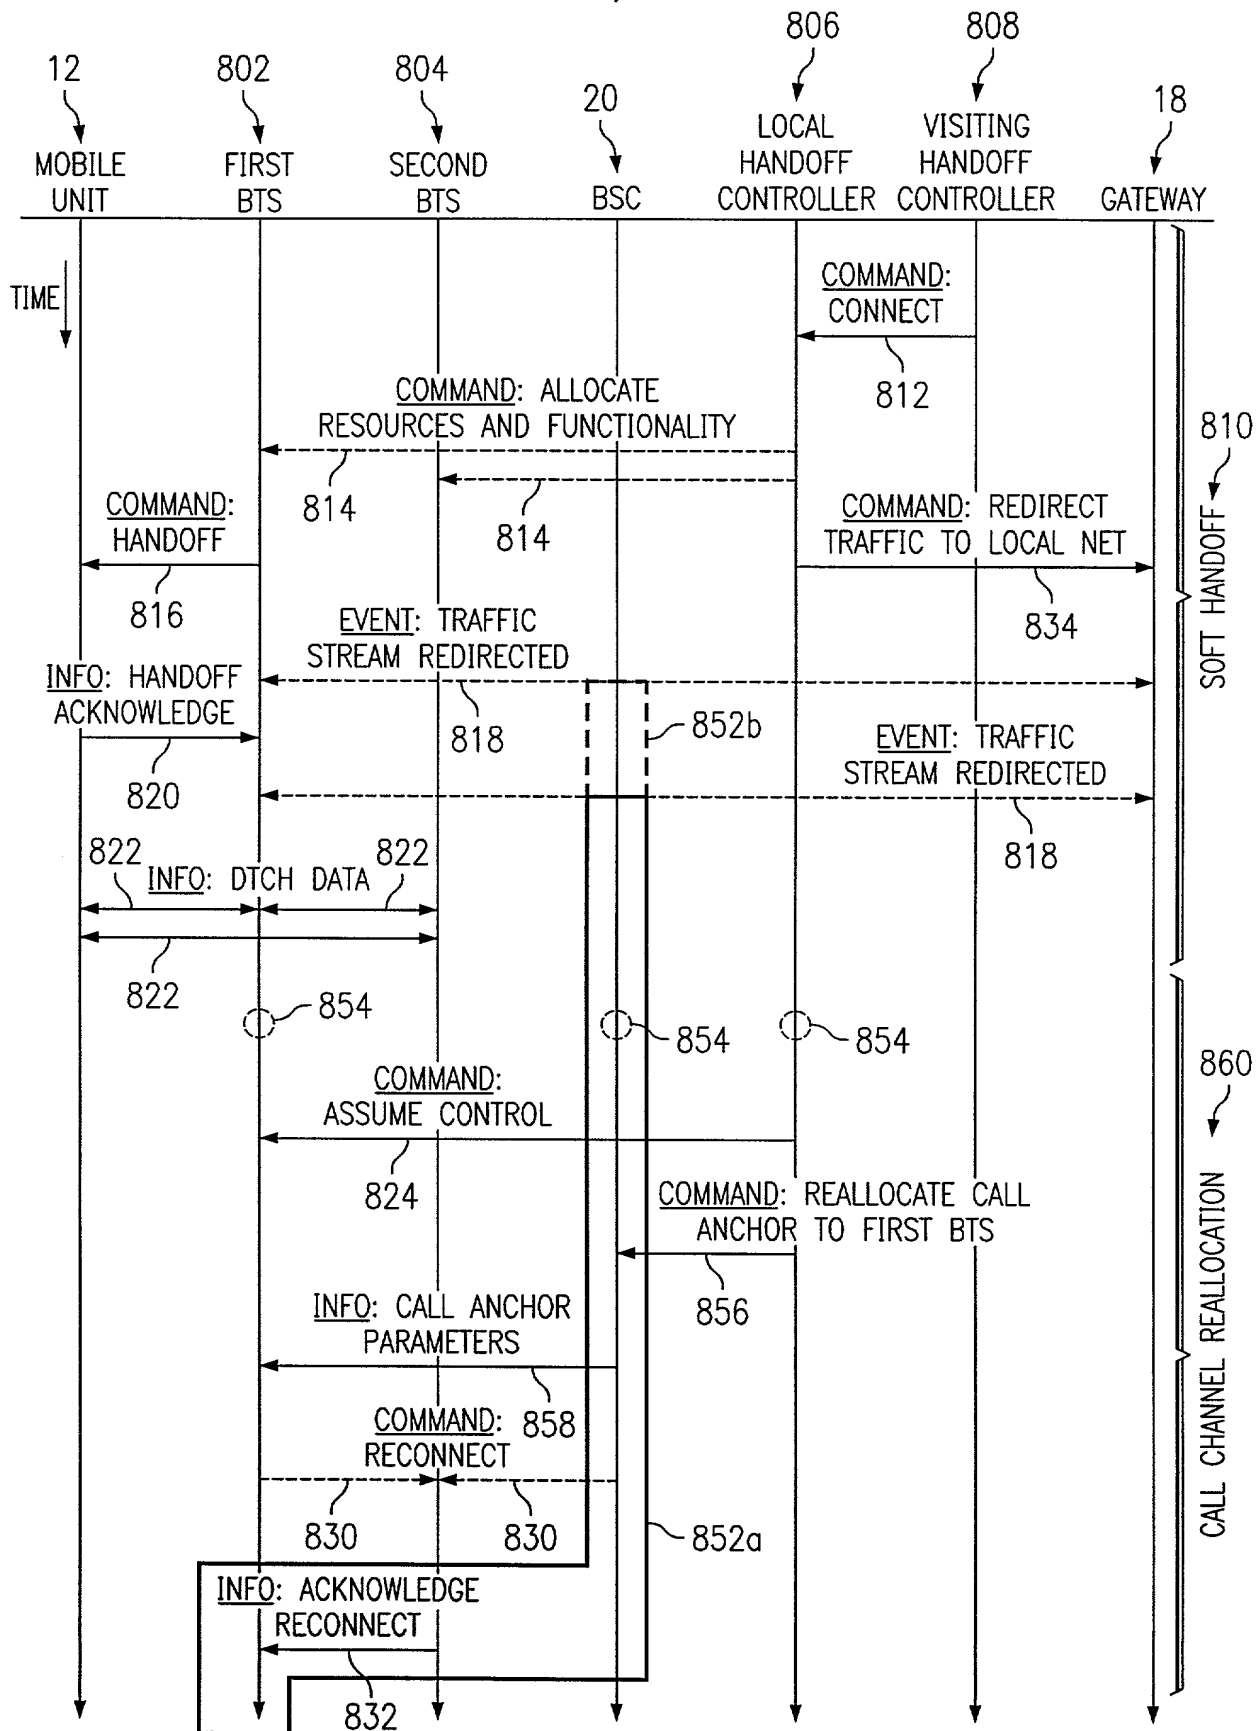 806
808
12
802
804
20
18
MOBILE UNIT
FIRST BTS
SECOND BTS
BSC
LOCAL HANDOFF CONTROLLER
VISITING HANDOFF CONTROLLER
GATEWAY
TIME
COMMAND:
CONNECT
812
COMMAND: ALLOCATE
RESOURCES AND FUNCTIONALITY
814
814
COMMAND:
HANDOFF
816
COMMAND: REDIRECT
TRAFFIC TO LOCAL NET
834
810
SOFT HANDOFF
EVENT: TRAFFIC
STREAM REDIRECTED
818
INFO: HANDOFF
ACKNOWLEDGE
820
852b
EVENT: TRAFFIC
STREAM REDIRECTED
818
822
INFO: DTCH DATA
822
822
854
854
854
COMMAND:
ASSUME CONTROL
824
860
CALL CHANNEL REALLOCATION
COMMAND: REALLOCATE CALL
ANCHOR TO FIRST BTS
856
INFO: CALL ANCHOR
PARAMETERS
858
COMMAND:
RECONNECT
830
830
852a
INFO: ACKNOWLEDGE
RECONNECT
832